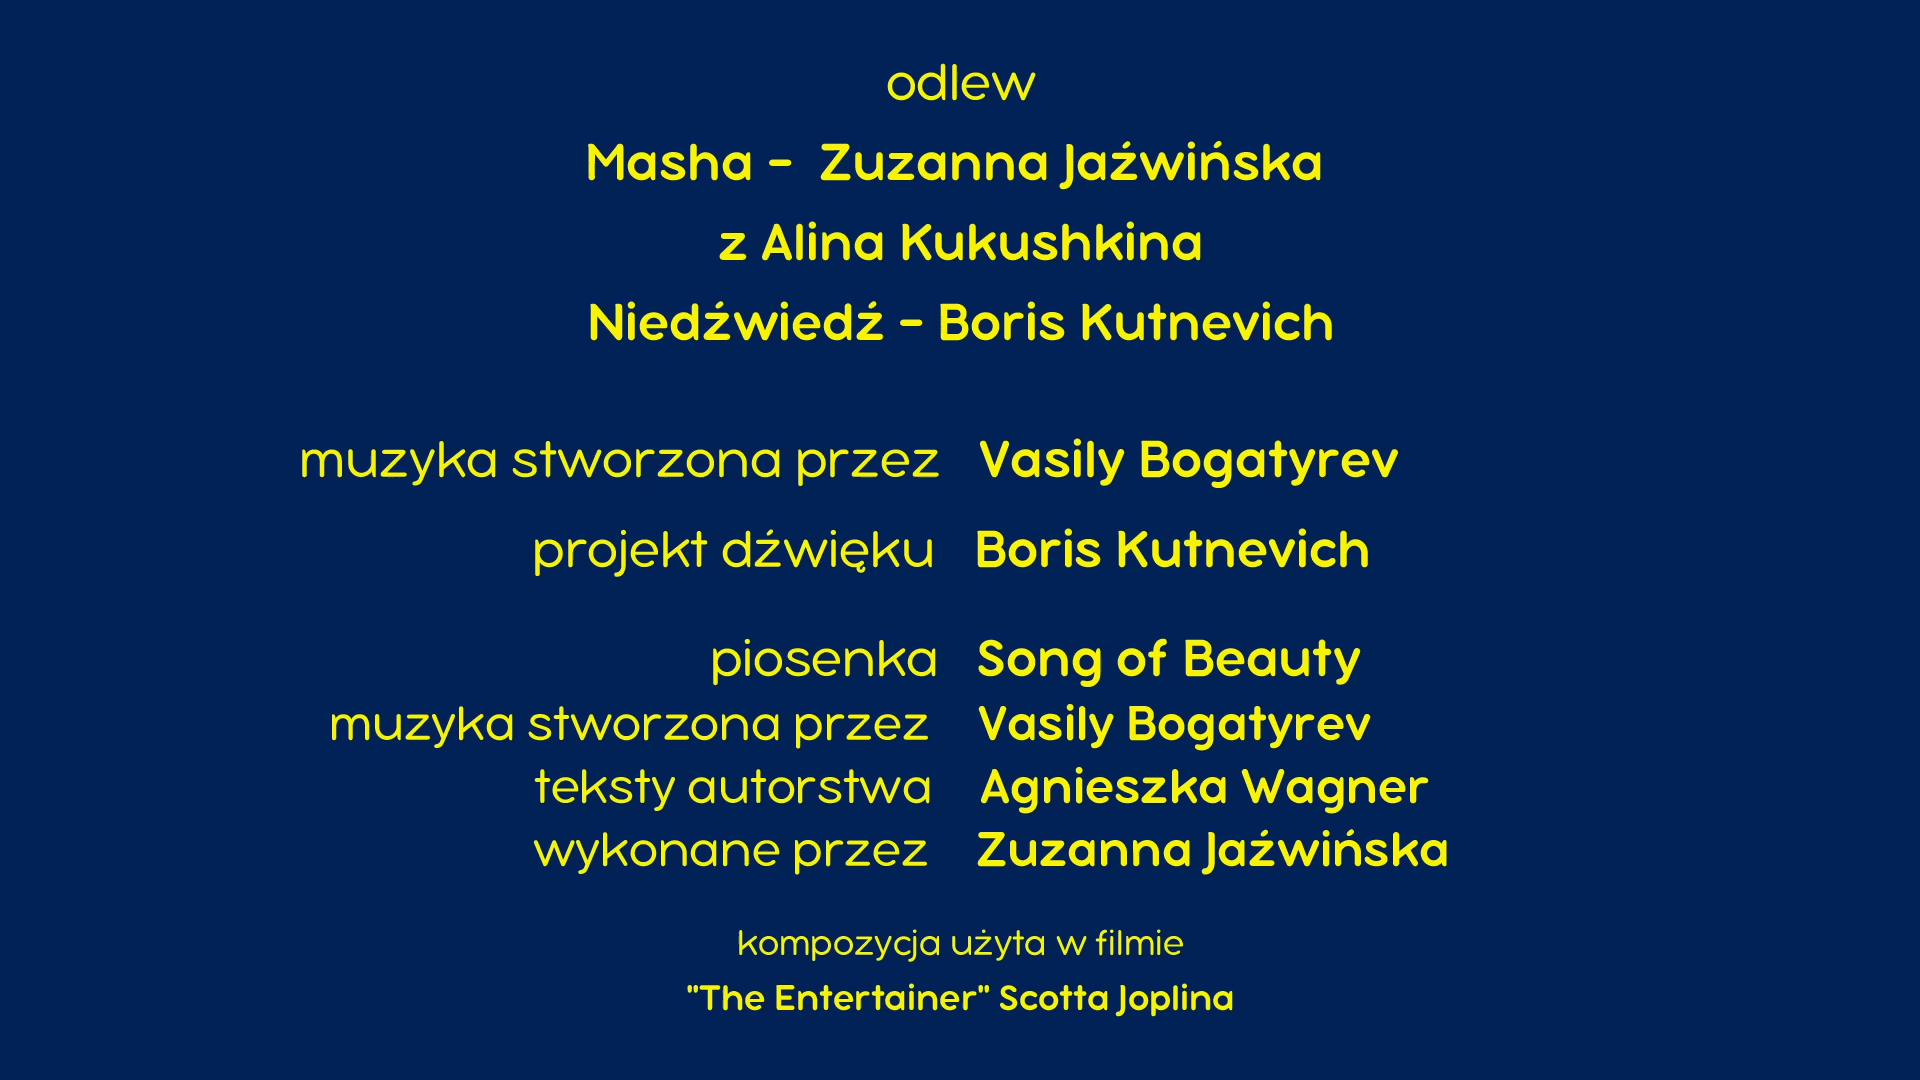 odlew
Masha - Zuzanna Jaźwińska
z Alina Kukushkina
Niedźwiedź - Boris Kutnevich
muzyka stworzona przez Vasily Bogatyrev
projekt dźwięku Boris Kutnevich
piosenka Song of Beauty
muzyka stworzona przez Vasily Bogatyrev
teksty autorstwa Agnieszka Wagner
wykonane przez Zuzanna Jaźwińska
kompozycja użyta w filmie
"The Entertainer" Scotta Joplina